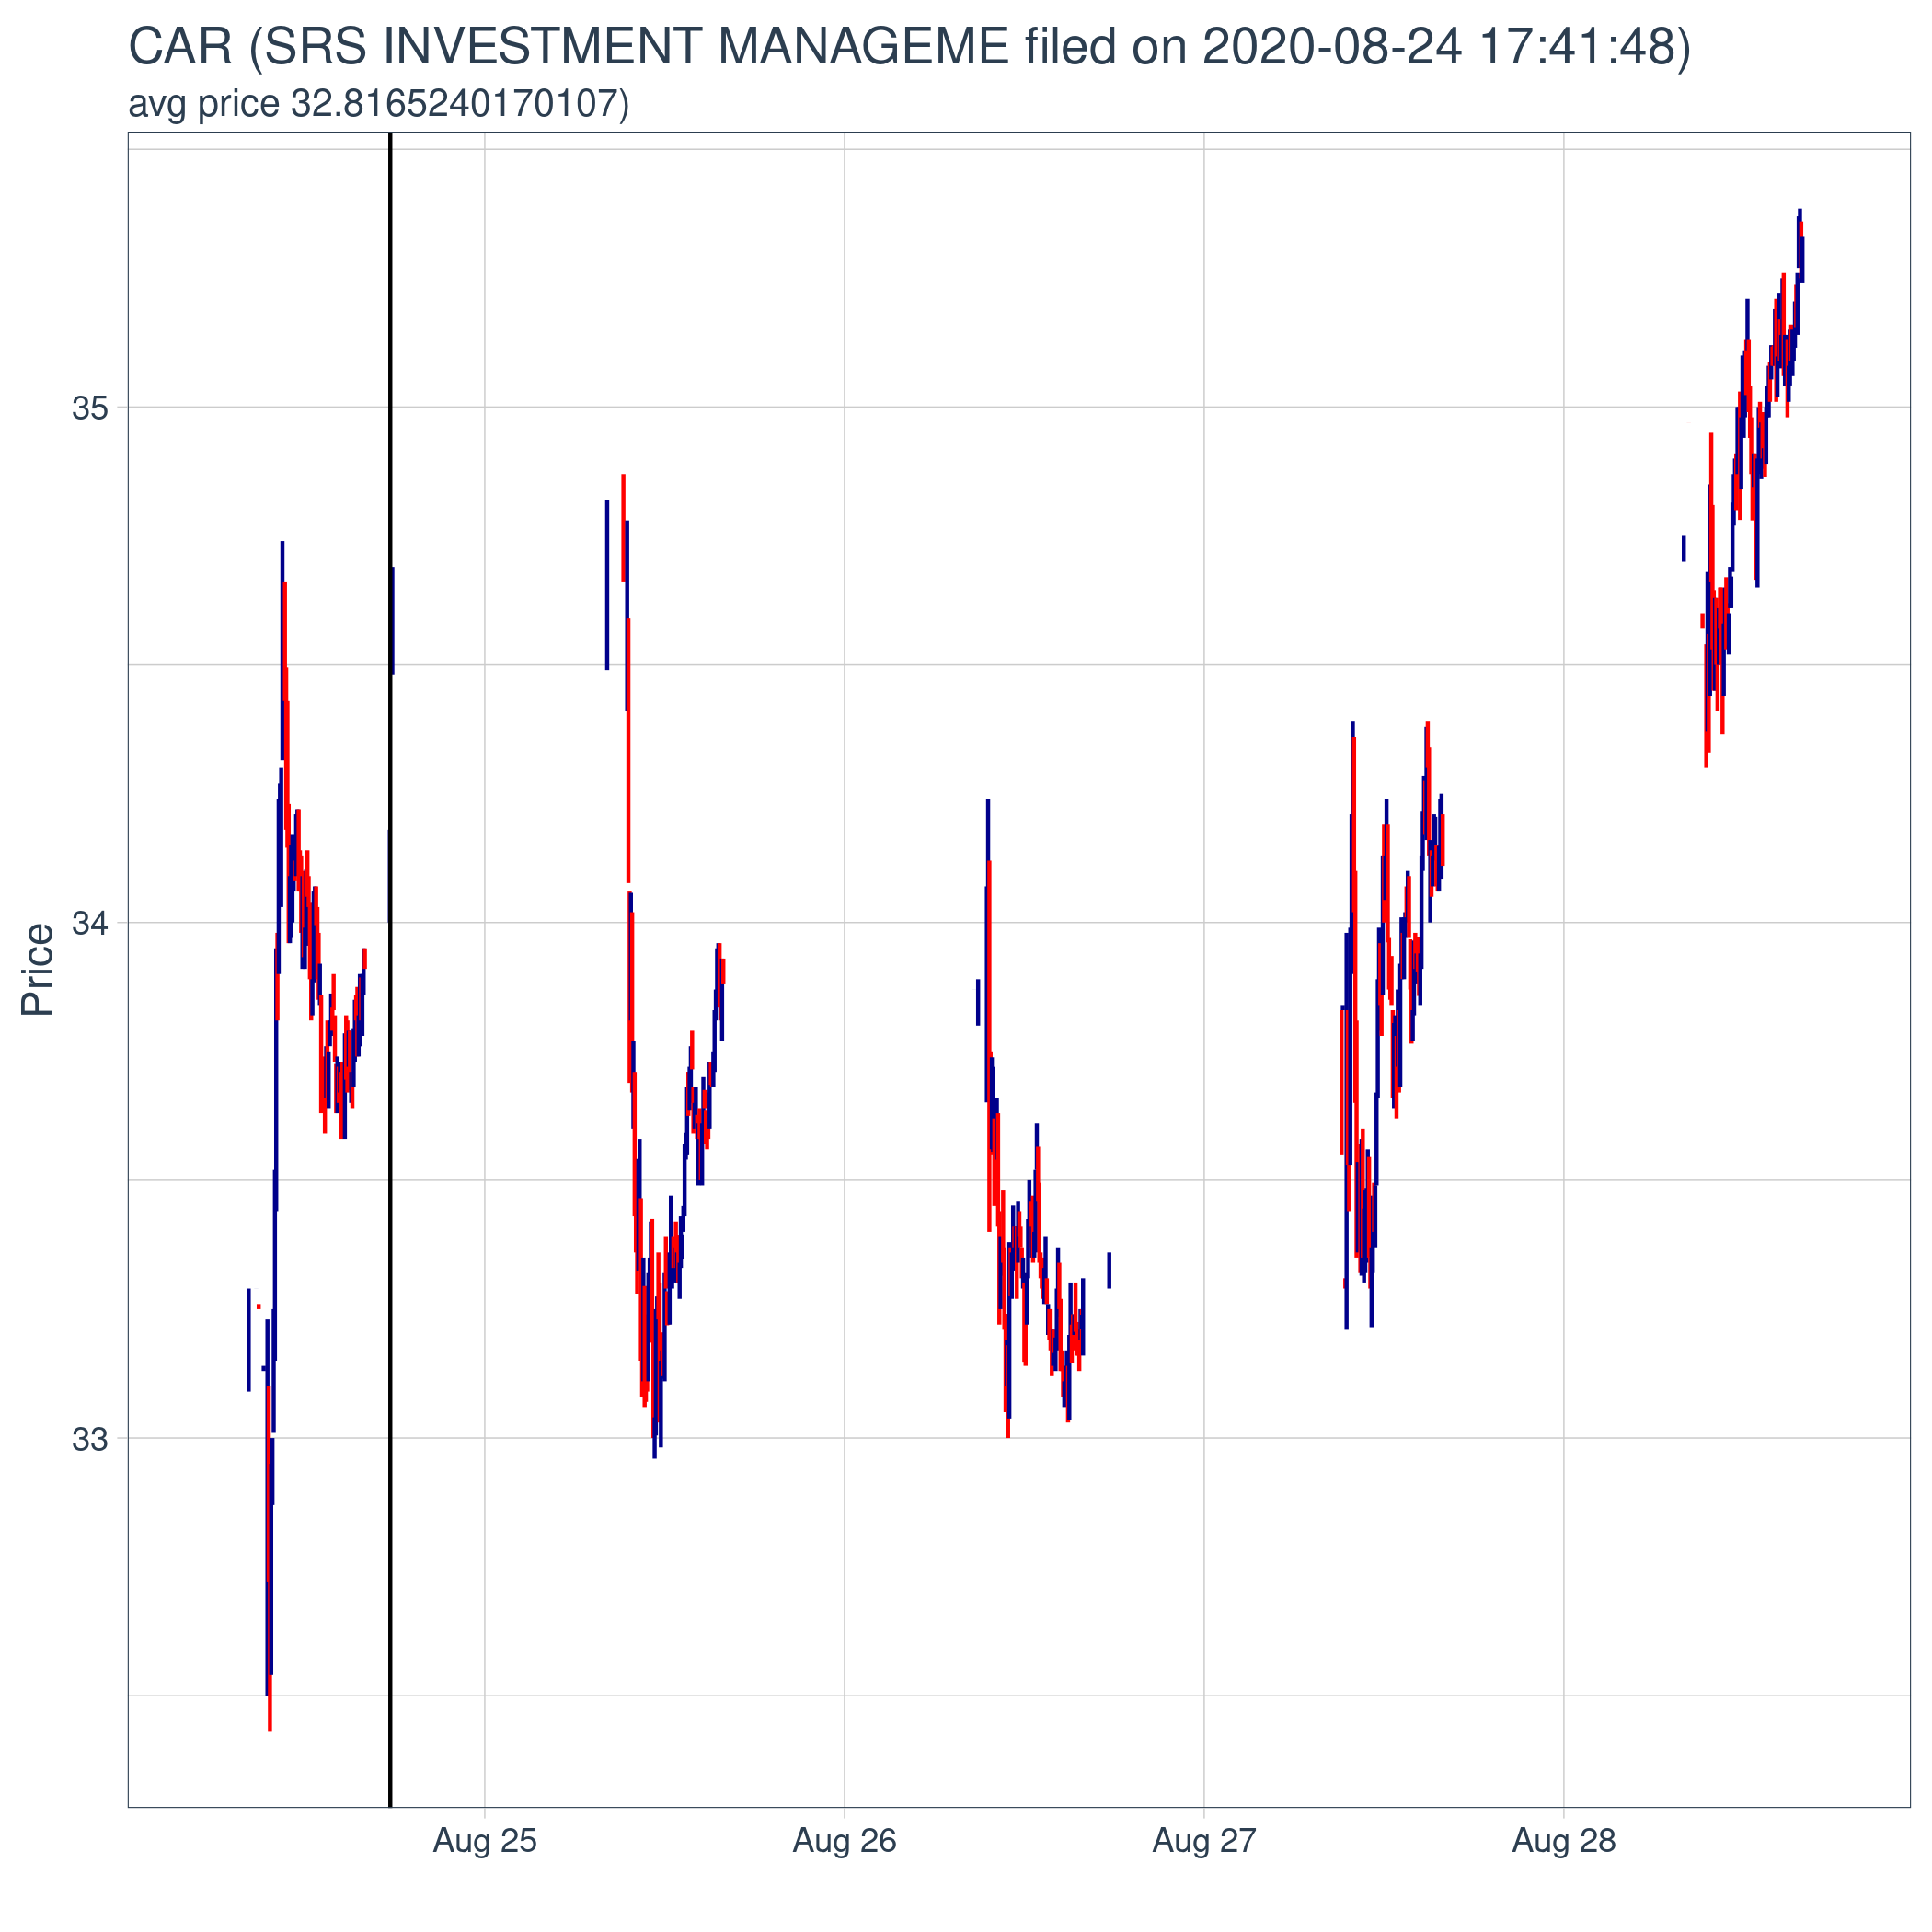 CAR (SRS INVESTMENT MANAGEME filed on 2020-08-24 17:41:48)
avg price 32.8165240170107)
Price
35
34
33
Aug 25
Aug 26
Aug 27
Aug 28